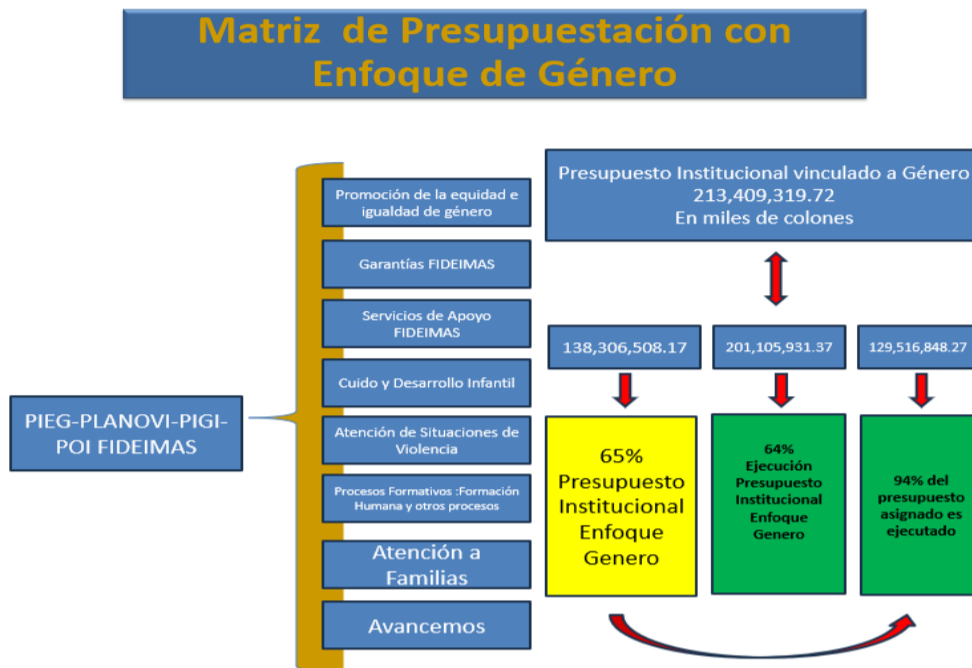 Matriz de Presupuestación con
Enfoque de Género
PIEG-PLANOVI-PIGI-
POI FIDEIMAS
Promoción de la equidad e
igualdad de género
Garantías FIDEIMAS
Servicios de Apoyo
FIDEIMAS
Cuido y Desarrollo Infantil
Atención de Situaciones de
Violencia
Procesos Formativos :Formación
Humana y otros procesos
Atención a
Familias
Avancemos
Presupuesto Institucional vinculado a Género
213,409,319.72
En miles de colones
138,306,508.17
201,105,931.37
129,516,848.27
65%
Presupuesto
Institucional
Enfoque
Genero
64%
Ejecución
Presupuesto
Institucional
Enfoque
Genero
94% del
presupuesto
asignado es
ejecutado